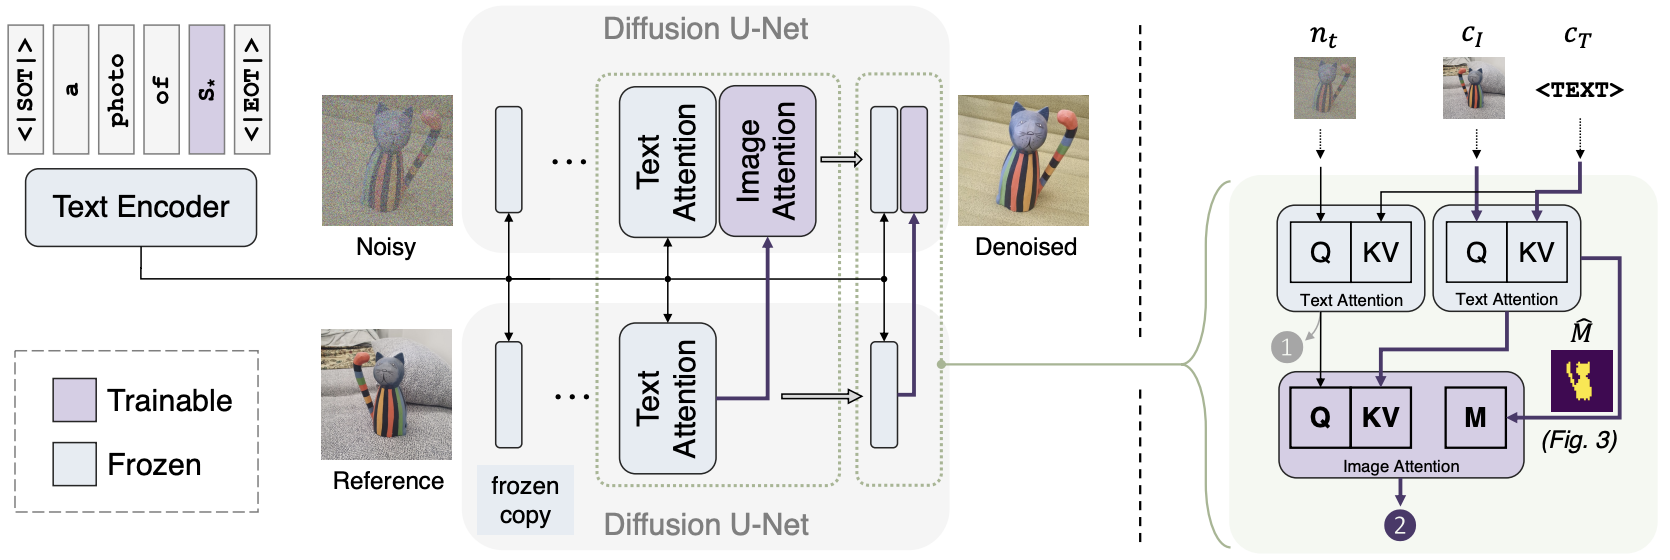 <|SOT|>
a
photo
of
S*
<|EOT|>
Text Encoder
Trainable
Frozen
Diffusion U-Net
Noisy
...
Text
Attention
Image
Attention
Denoised
Reference
...
Text
Attention
frozen
copy
Diffusion U-Net
n_t
c_I
c_T
<TEXT>
Q
KV
Text Attention
Q
KV
Text Attention
1
M̂
Q
KV
M
(Fig. 3)
Image Attention
2